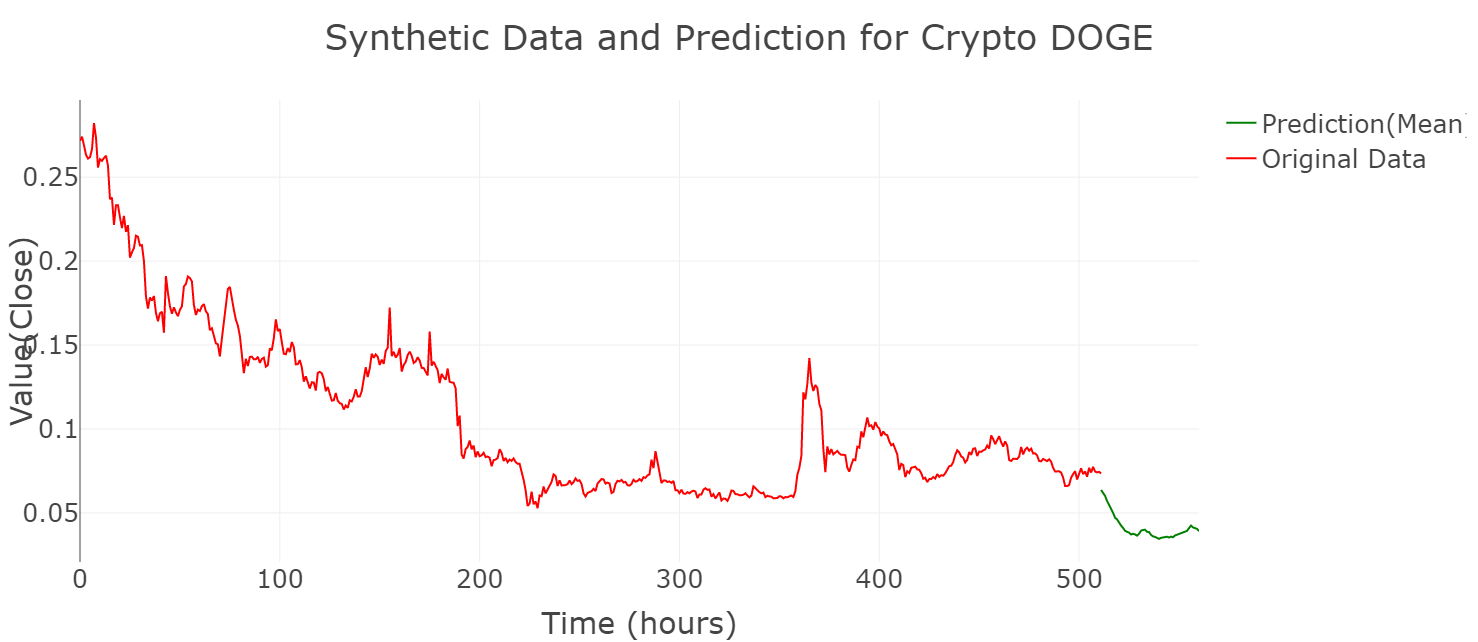 Synthetic Data and Prediction for Crypto DOGE
Prediction(Mean)
Original Data
Value(Close)
0.25
0.2
0.15
0.1
0.05
0
100
200
300
400
500
Time (hours)